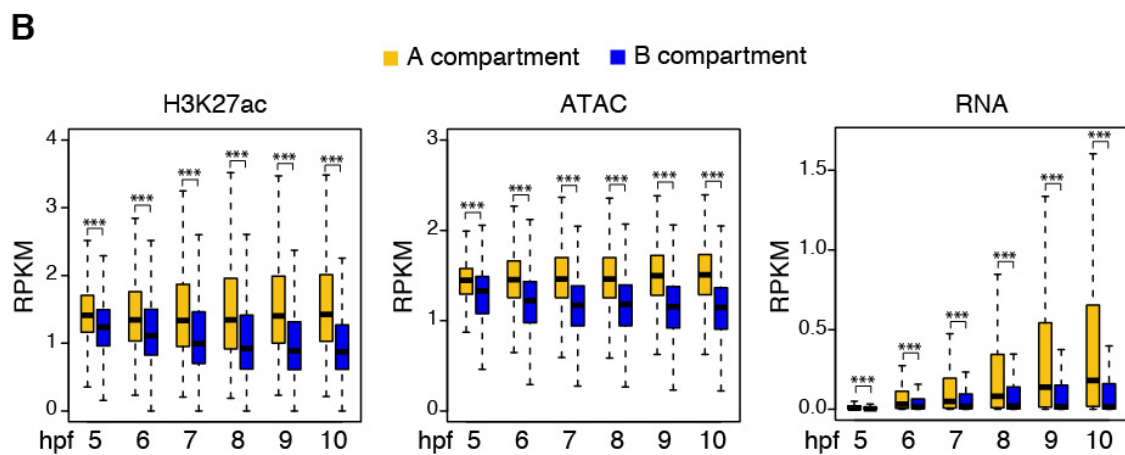 B
A compartment B compartment
H3K27ac
RPKM
4
3
2
1
0
*** *** *** *** *** ***
hpf 5 6 7 8 9 10
ATAC
RPKM
3
2
1
0
*** *** *** *** *** ***
hpf 5 6 7 8 9 10
RNA
RPKM
1.5
1.0
0.5
0.0
*** *** *** *** *** ***
hpf 5 6 7 8 9 10